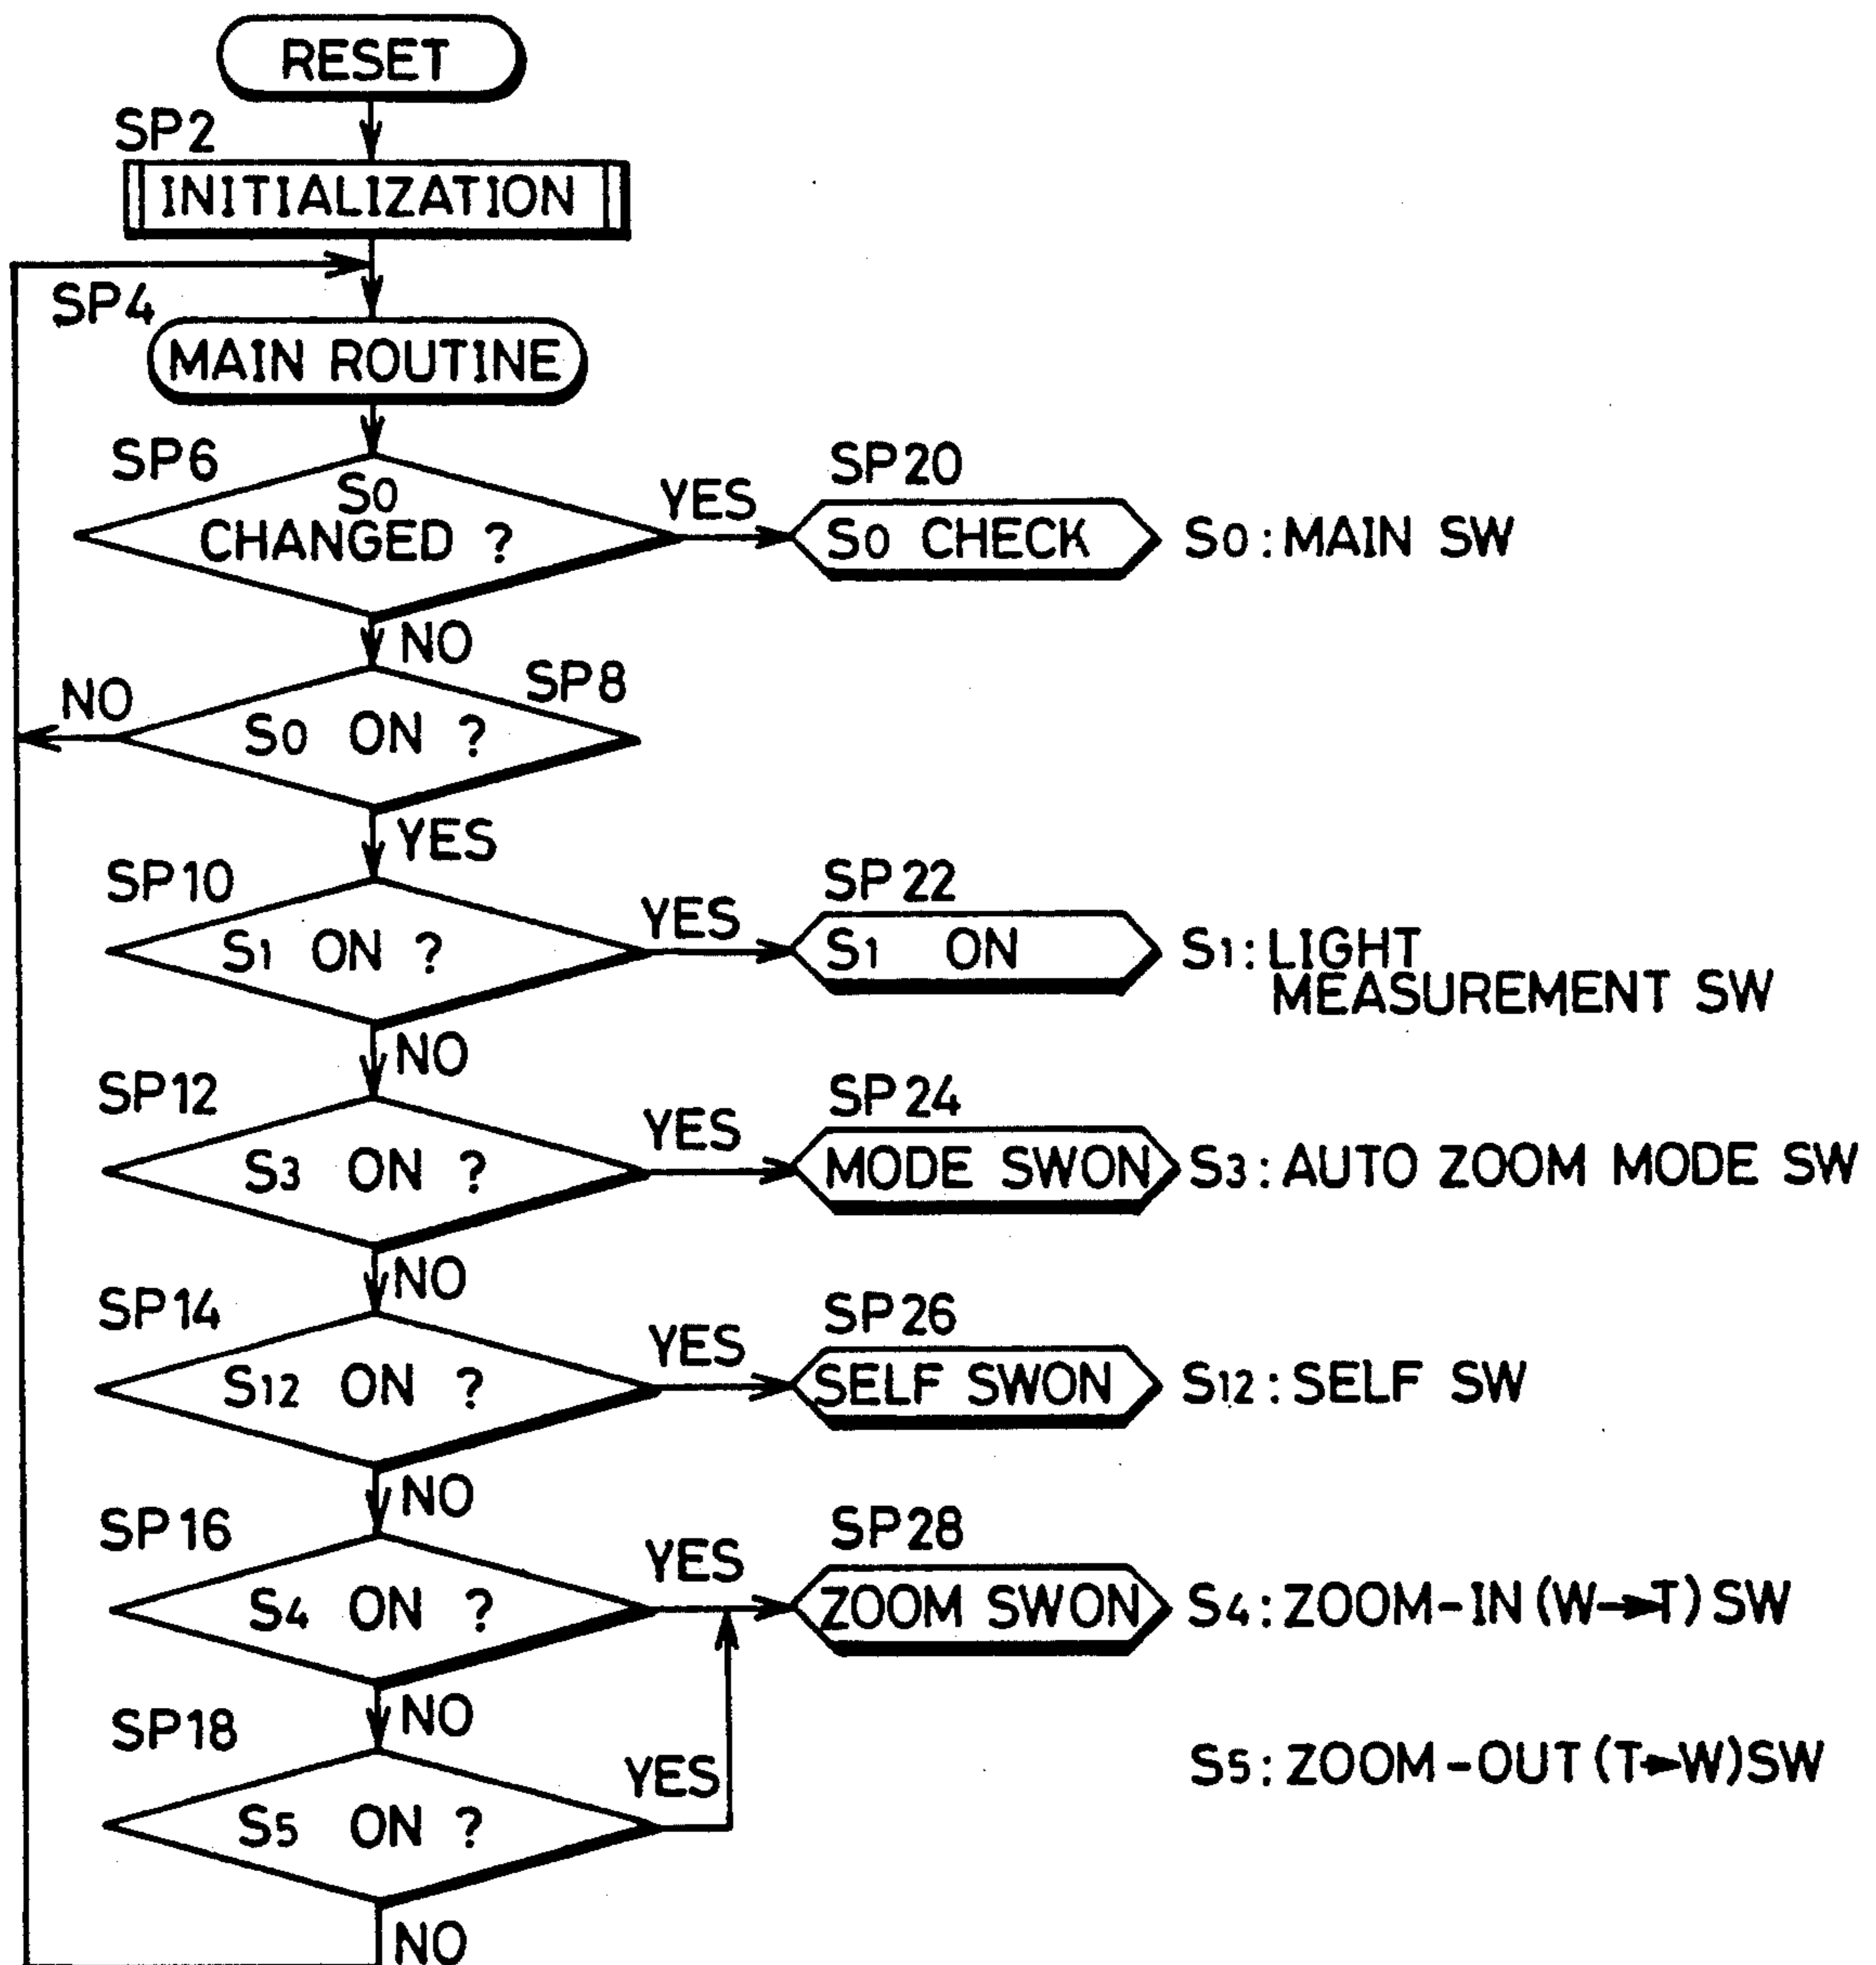 RESET
SP2
INITIALIZATION
SP4
MAIN ROUTINE
SP6
S0
CHANGED ?
YES
SP20
S0 CHECK
S0: MAIN SW
NO
SP8
NO
S0 ON ?
YES
SP10
S1 ON ?
YES
SP22
S1 ON
S1: LIGHT
MEASUREMENT SW
NO
SP12
S3 ON ?
YES
SP24
MODE SWON
S3: AUTO ZOOM MODE SW
NO
SP14
S12 ON ?
YES
SP26
SELF SWON
S12: SELF SW
NO
SP16
S4 ON ?
YES
SP28
ZOOM SWON
S4: ZOOM-IN (W→T) SW
NO
SP18
S5 ON ?
YES
S5: ZOOM-OUT (T→W) SW
NO